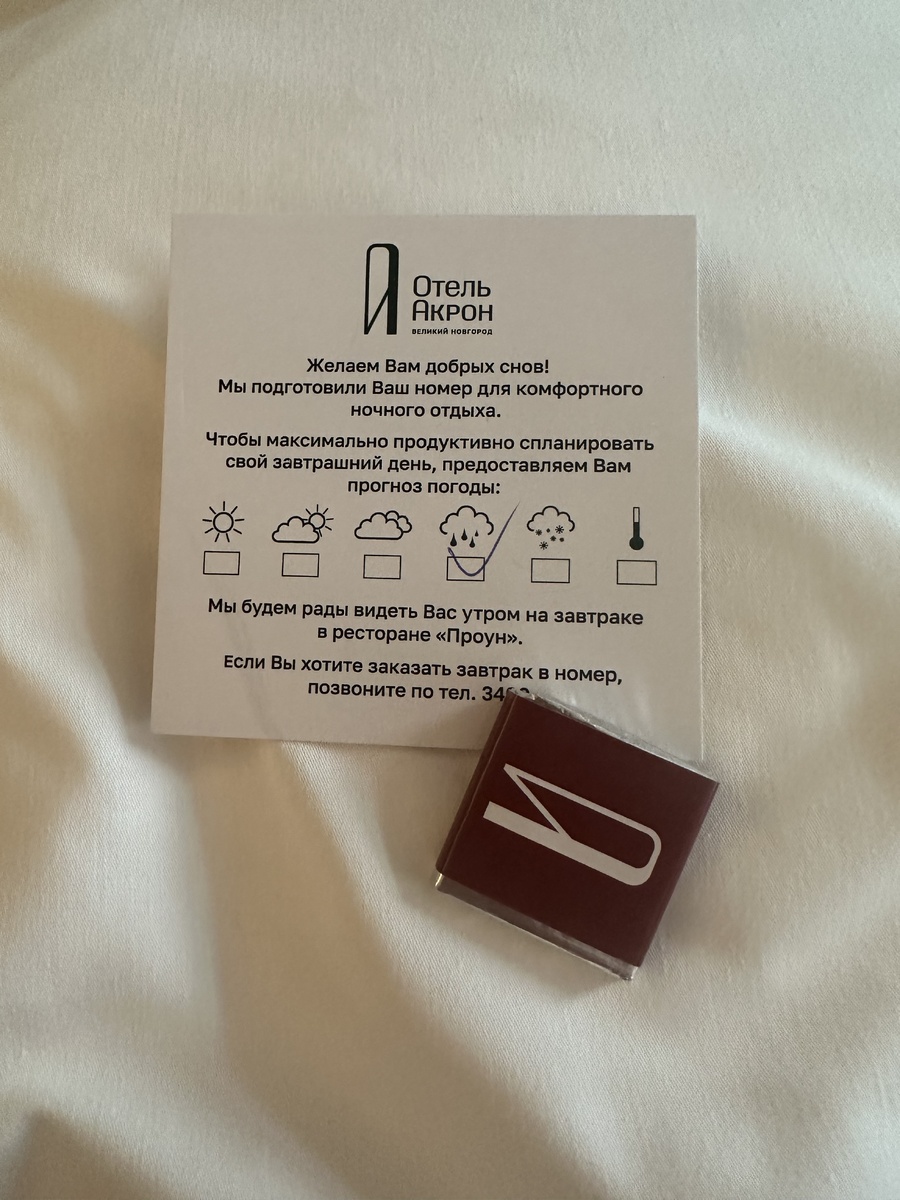 Отель
Акрон
ВЕЛИКИЙ НОВГОРОД
Желаем Вам добрых снов!
Мы подготовили Ваш номер для комфортного
ночного отдыха.
Чтобы максимально продуктивно спланировать
свой завтрашний день, предоставляем Вам
прогноз погоды:
Мы будем рады видеть Вас утром на завтраке
в ресторане «Проун».
Если Вы хотите заказать завтрак в номер,
позвоните по тел.